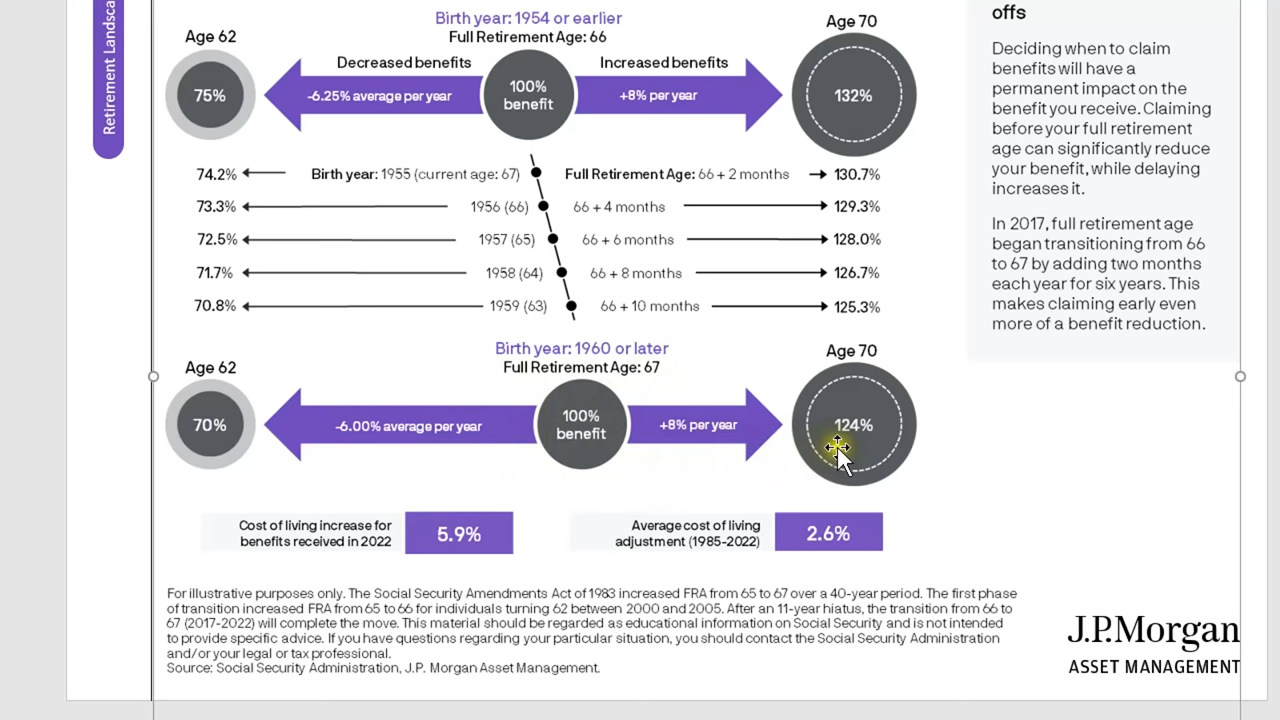 Retirement Landsca
Birth year: 1954 or earlier
Full Retirement Age: 66
Age 62
Age 70
Decreased benefits
Increased benefits
75%
-6.25% average per year
100%
benefit
+8% per year
132%
74.2%
Birth year: 1955 (current age: 67)
Full Retirement Age: 66 + 2 months
130.7%
73.3%
1956 (66)
66 + 4 months
129.3%
72.5%
1957 (65)
66 + 6 months
128.0%
71.7%
1958 (64)
66 + 8 months
126.7%
70.8%
1959 (63)
66 + 10 months
125.3%
Birth year: 1960 or later
Full Retirement Age: 67
Age 62
Age 70
70%
-6.00% average per year
100%
benefit
+8% per year
124%
Cost of living increase for
benefits received in 2022
5.9%
Average cost of living
adjustment (1985-2022)
2.6%
For illustrative purposes only. The Social Security Amendments Act of 1983 increased FRA from 65 to 67 over a 40-year period. The first phase
of transition increased FRA from 65 to 66 for individuals turning 62 between 2000 and 2005. After an 11-year hiatus, the transition from 66 to
67 (2017-2022) will complete the move. This material should be regarded as educational information on Social Security and is not intended
to provide specific advice. If you have questions regarding your particular situation, you should contact the Social Security Administration
and/or your legal or tax professional.
Source: Social Security Administration, J.P. Morgan Asset Management.
offs
Deciding when to claim
benefits will have a
permanent impact on the
benefit you receive. Claiming
before your full retirement
age can significantly reduce
your benefit, while delaying
increases it.
In 2017, full retirement age
began transitioning from 66
to 67 by adding two months
each year for six years. This
makes claiming early even
more of a benefit reduction.
J.P.Morgan
ASSET MANAGEMENT